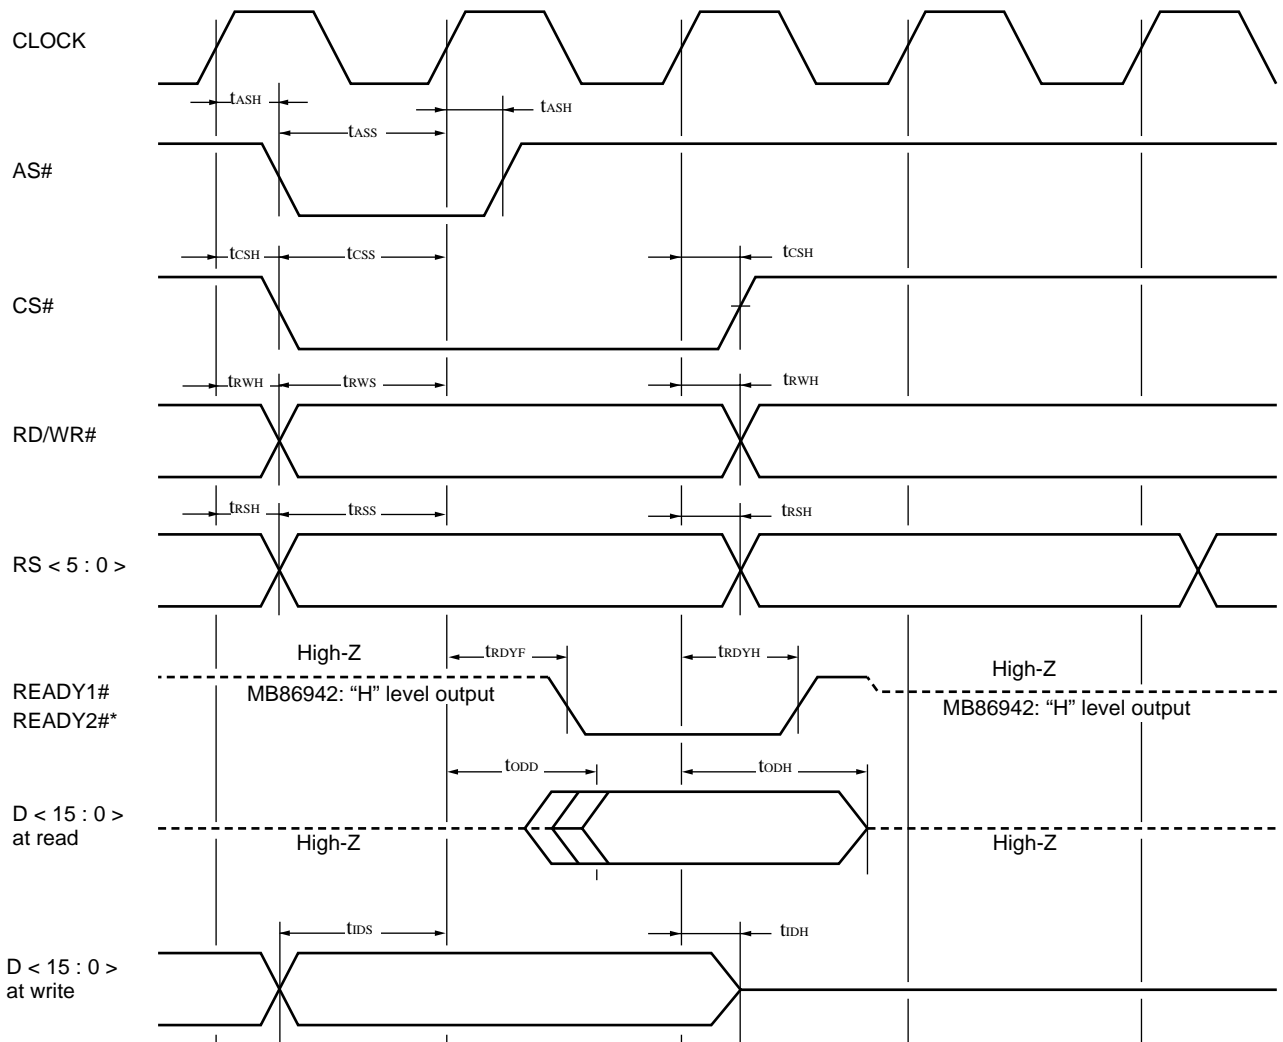 CLOCK
tASH
tASH
tASS
AS#
tCSH
tCSS
tCSH
CS#
tRWH
tRWS
tRWH
RD/WR#
tRSH
tRSS
tRSH
RS < 5 : 0 >
High-Z
tRDYF
tRDYH
High-Z
READY1#
MB86942: “H” level output
MB86942: “H” level output
READY2#*
tODD
tODH
D < 15 : 0 >
at read
High-Z
High-Z
tIDS
tIDH
D < 15 : 0 >
at write